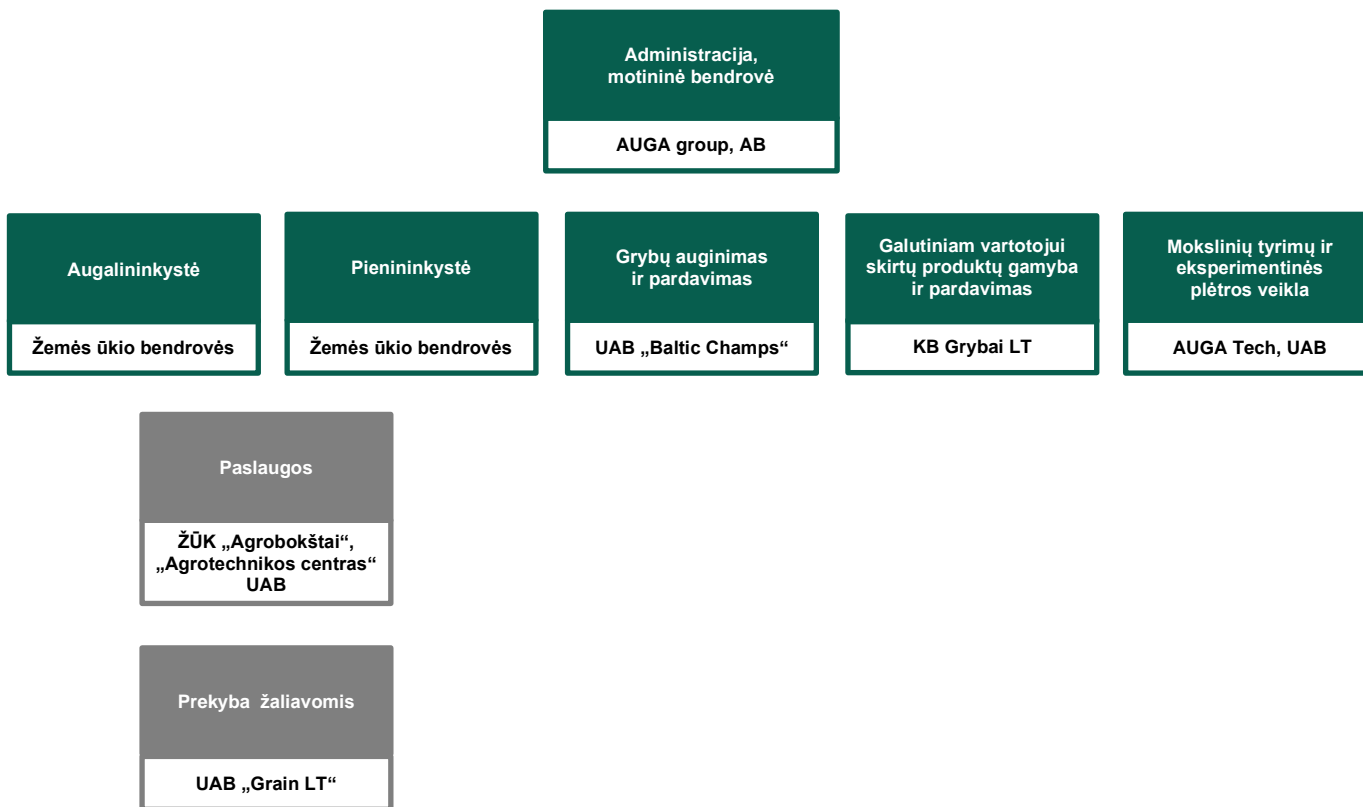 Administracija,
motininė bendrovė
AUGA group, AB
Augalininkystė
Žemės ūkio bendrovės
Pienininkystė
Žemės ūkio bendrovės
Grybų auginimas
ir pardavimas
UAB „Baltic Champs“
Galutiniam vartotojui
skirtų produktų gamyba
ir pardavimas
KB Grybai LT
Mokslinių tyrimų ir
eksperimentinės
plėtros veikla
AUGA Tech, UAB
Paslaugos
ŽŪK „Agrobokštai“,
„Agrotechnikos centras“
UAB
Prekyba žaliavomis
UAB „Grain LT“